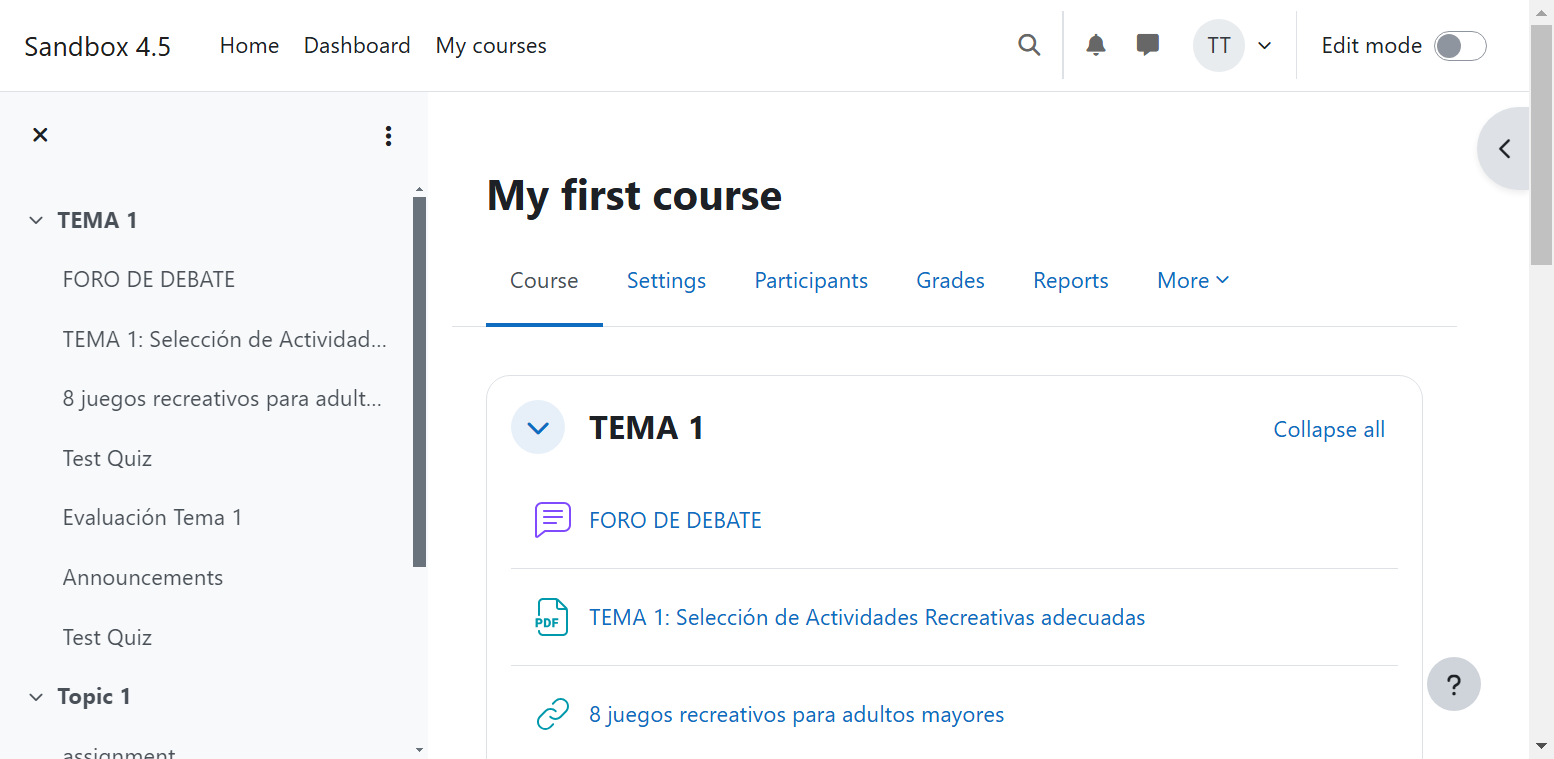 Sandbox 4.5 Home Dashboard My courses TT Edit mode
TEMA 1
FORO DE DEBATE
TEMA 1: Selección de Actividad...
8 juegos recreativos para adult...
Test Quiz
Evaluación Tema 1
Announcements
Test Quiz
Topic 1
assignment
My first course
Course Settings Participants Grades Reports More
TEMA 1 Collapse all
FORO DE DEBATE
PDF TEMA 1: Selección de Actividades Recreativas adecuadas
8 juegos recreativos para adultos mayores
?